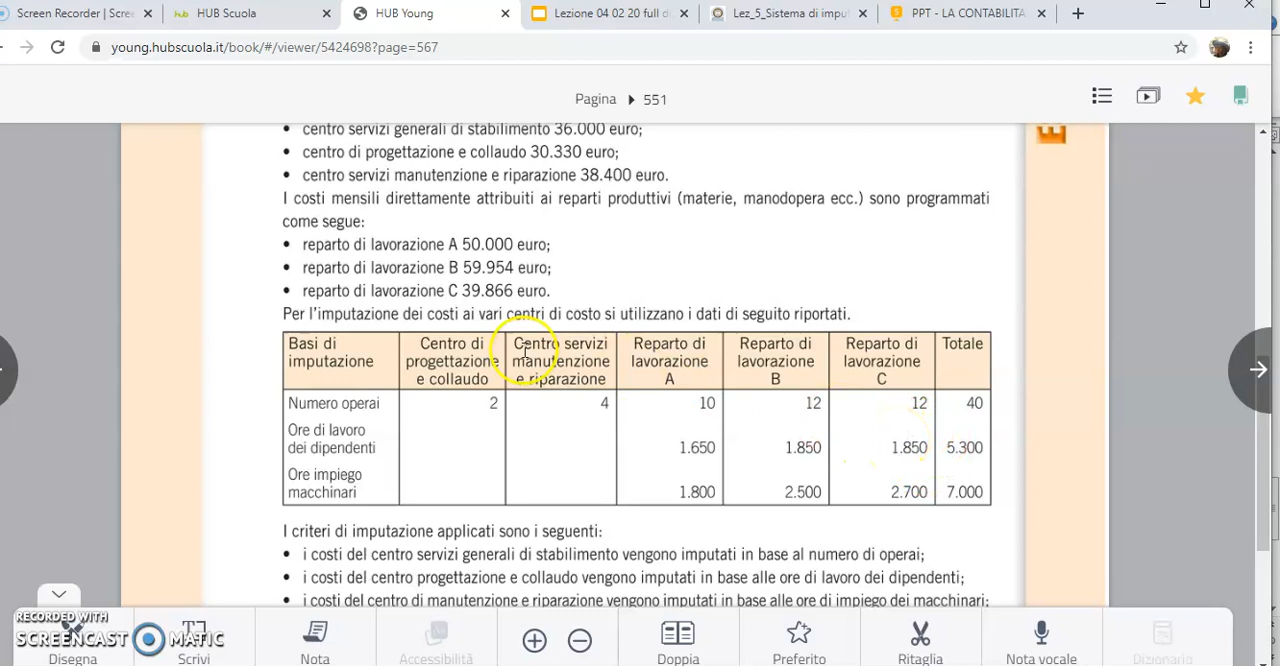 Screen Recorder | Scree
HUB Scuola
HUB Young
Lezione 04 02 20 full d
Lez_5_Sistema di impu
PPT - LA CONTABILITA
young.hubscuola.it/book/#/viewer/5424698?page=567
Pagina 551
• centro servizi generali di stabilimento 36.000 euro;
• centro di progettazione e collaudo 30.330 euro;
• centro servizi manutenzione e riparazione 38.400 euro.
I costi mensili direttamente attribuiti ai reparti produttivi (materie, manodopera ecc.) sono programmati
come segue:
• reparto di lavorazione A 50.000 euro;
• reparto di lavorazione B 59.954 euro;
• reparto di lavorazione C 39.866 euro.
Per l'imputazione dei costi ai vari centri di costo si utilizzano i dati di seguito riportati.
Basi di Centro di Centro servizi Reparto di Reparto di Reparto di Totale
imputazione progettazione manutenzione lavorazione lavorazione lavorazione
e collaudo e riparazione A B C
Numero operai 2 4 10 12 12 40
Ore di lavoro
dei dipendenti 1.650 1.850 1.850 5.300
Ore impiego
macchinari 1.800 2.500 2.700 7.000
I criteri di imputazione applicati sono i seguenti:
• i costi del centro servizi generali di stabilimento vengono imputati in base al numero di operai;
• i costi del centro progettazione e collaudo vengono imputati in base alle ore di lavoro dei dipendenti;
• i costi del centro di manutenzione e riparazione vengono imputati in base alle ore di impiego dei macchinari;
RECORDED WITH
SCREENCAST MATIC
Disegna
Scrivi
Nota
Accessibilità
Doppia
Preferito
Ritaglia
Nota vocale
Dizionario